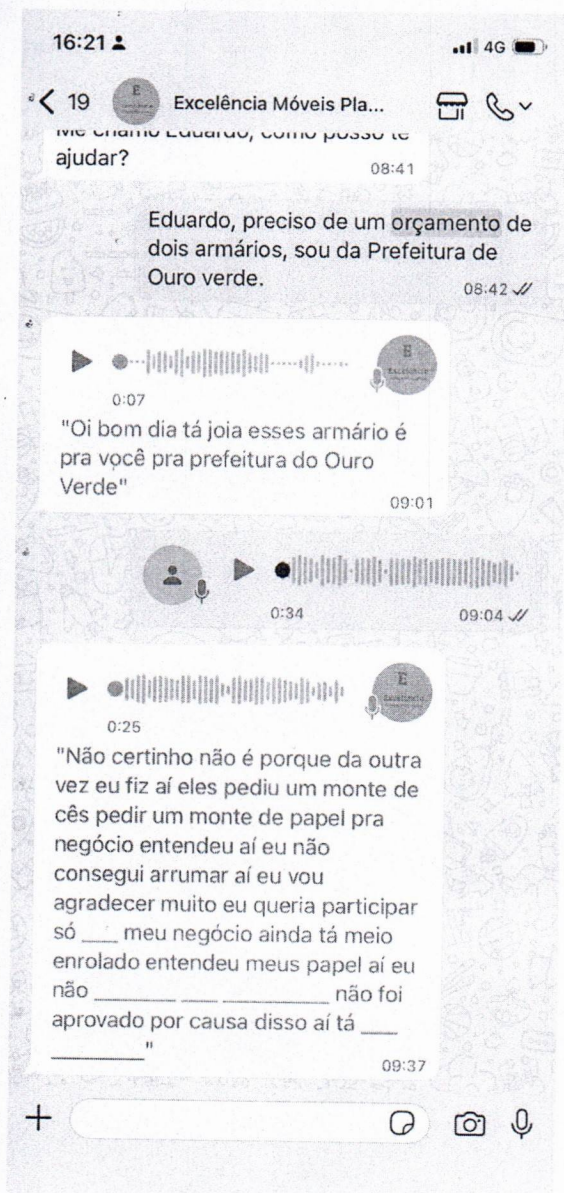 16:21
4G
19
E
Excelência Móveis Pla...
Me chamo Eduardo, como posso te
ajudar?
08:41
Eduardo, preciso de um orçamento de
dois armários, sou da Prefeitura de
Ouro verde.
08:42
E
0:07
"Oi bom dia tá joia esses armário é
pra você pra prefeitura do Ouro
Verde"
09:01
0:34
09:04
E
0:25
"Não certinho não é porque da outra
vez eu fiz aí eles pediu um monte de
cês pedir um monte de papel pra
negócio entendeu aí eu não
consegui arrumar aí eu vou
agradecer muito eu queria participar
só ___ meu negócio ainda tá meio
enrolado entendeu meus papel aí eu
não _______ ___ _________ não foi
aprovado por causa disso aí tá ___
________"
09:37